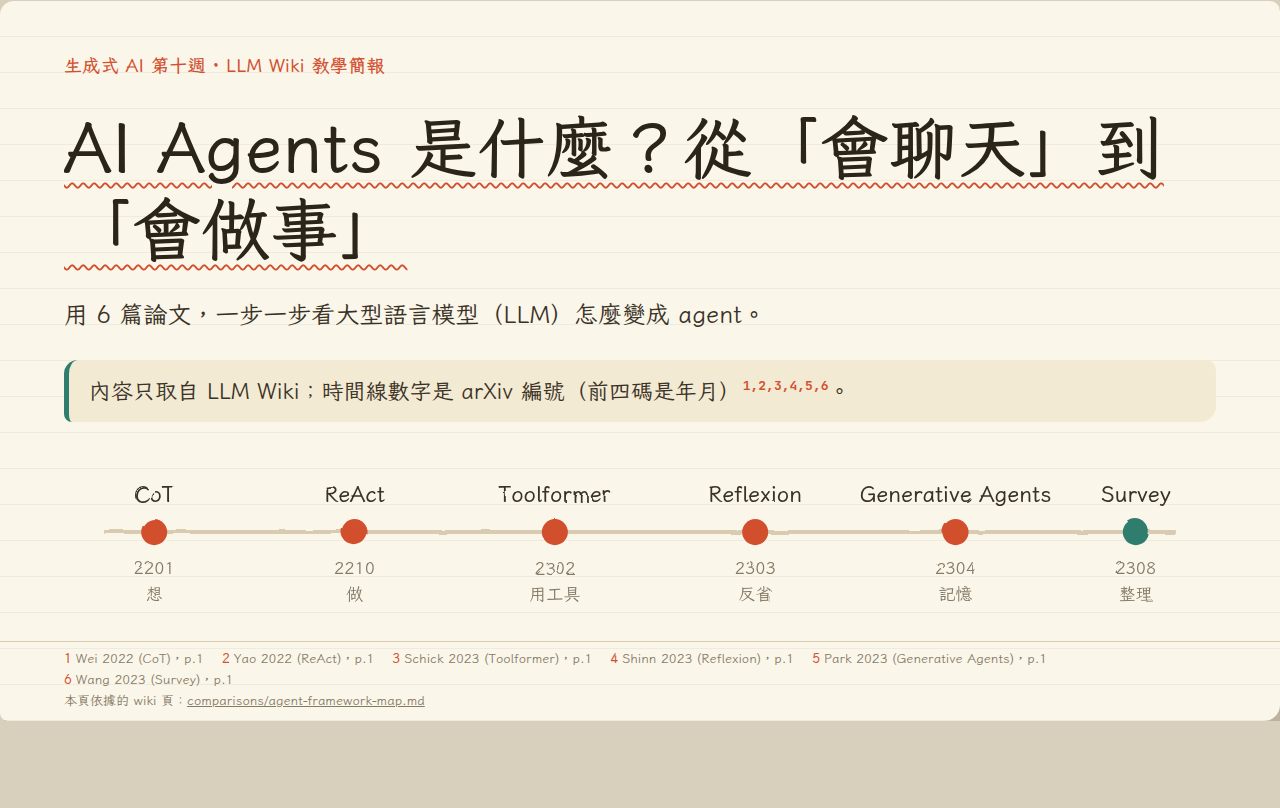 生成式 AI 第十週・LLM Wiki 教學簡報
AI Agents 是什麼？從「會聊天」到
「會做事」
用 6 篇論文，一步一步看大型語言模型（LLM）怎麼變成 agent。
內容只取自 LLM Wiki；時間線數字是 arXiv 編號（前四碼是年月）1,2,3,4,5,6。
CoT ReAct Toolformer Reflexion Generative Agents Survey
2201 2210 2302 2303 2304 2308
想 做 用工具 反省 記憶 整理
1 Wei 2022 (CoT)，p.1 2 Yao 2022 (ReAct)，p.1 3 Schick 2023 (Toolformer)，p.1 4 Shinn 2023 (Reflexion)，p.1 5 Park 2023 (Generative Agents)，p.1
6 Wang 2023 (Survey)，p.1
本頁依據的 wiki 頁：comparisons/agent-framework-map.md